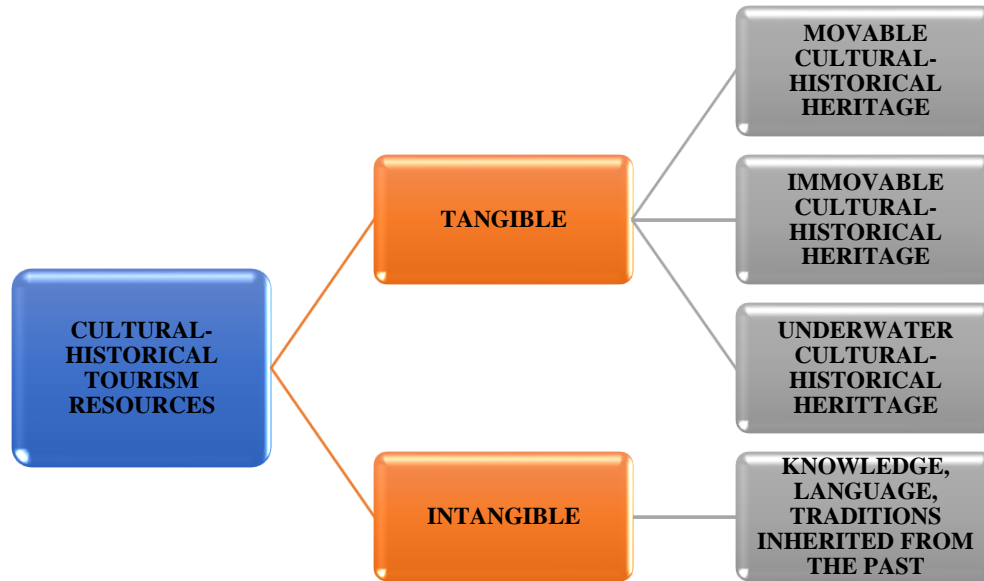 CULTURAL-
HISTORICAL
TOURISM
RESOURCES
TANGIBLE
MOVABLE
CULTURAL-
HISTORICAL
HERITAGE
IMMOVABLE
CULTURAL-
HISTORICAL
HERITAGE
UNDERWATER
CULTURAL-
HISTORICAL
HERITTAGE
INTANGIBLE
KNOWLEDGE,
LANGUAGE,
TRADITIONS
INHERITED FROM
THE PAST